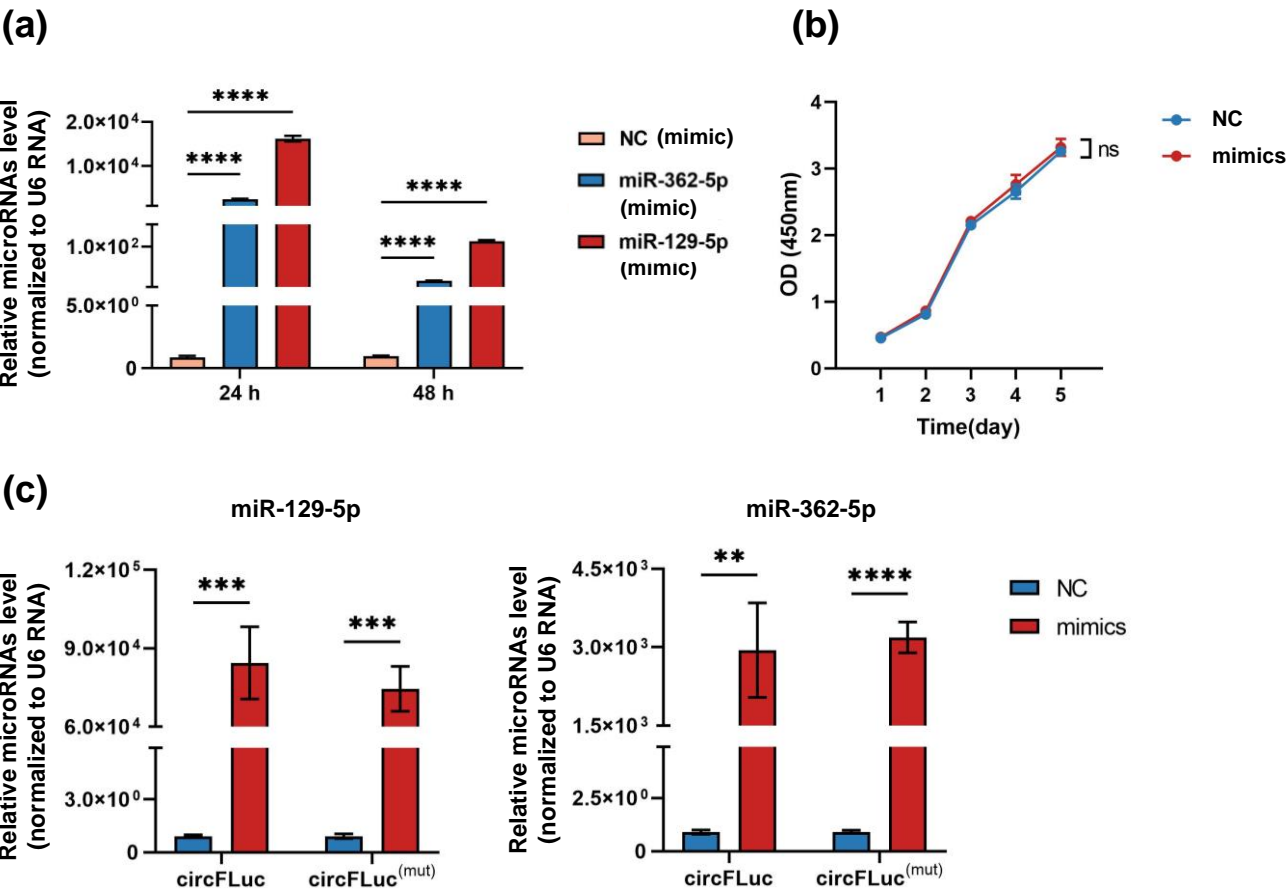 (a)
Relative microRNAs level
(normalized to U6 RNA)
2.0×10⁴
1.0×10⁴
1.0×10²
5.0×10⁰
0
****
****
****
****
24 h
48 h
NC (mimic)
miR-362-5p
(mimic)
miR-129-5p
(mimic)
(b)
OD (450nm)
4
3
2
1
0
1 2 3 4 5
Time(day)
ns
NC
mimics
(c)
miR-129-5p
Relative microRNAs level
(normalized to U6 RNA)
1.2×10⁵
9.0×10⁴
6.0×10⁴
3.0×10⁰
0
***
***
circFLuc
circFLuc(mut)
miR-362-5p
Relative microRNAs level
(normalized to U6 RNA)
4.5×10³
3.0×10³
1.5×10³
2.5×10⁰
0
**
****
circFLuc
circFLuc(mut)
NC
mimics